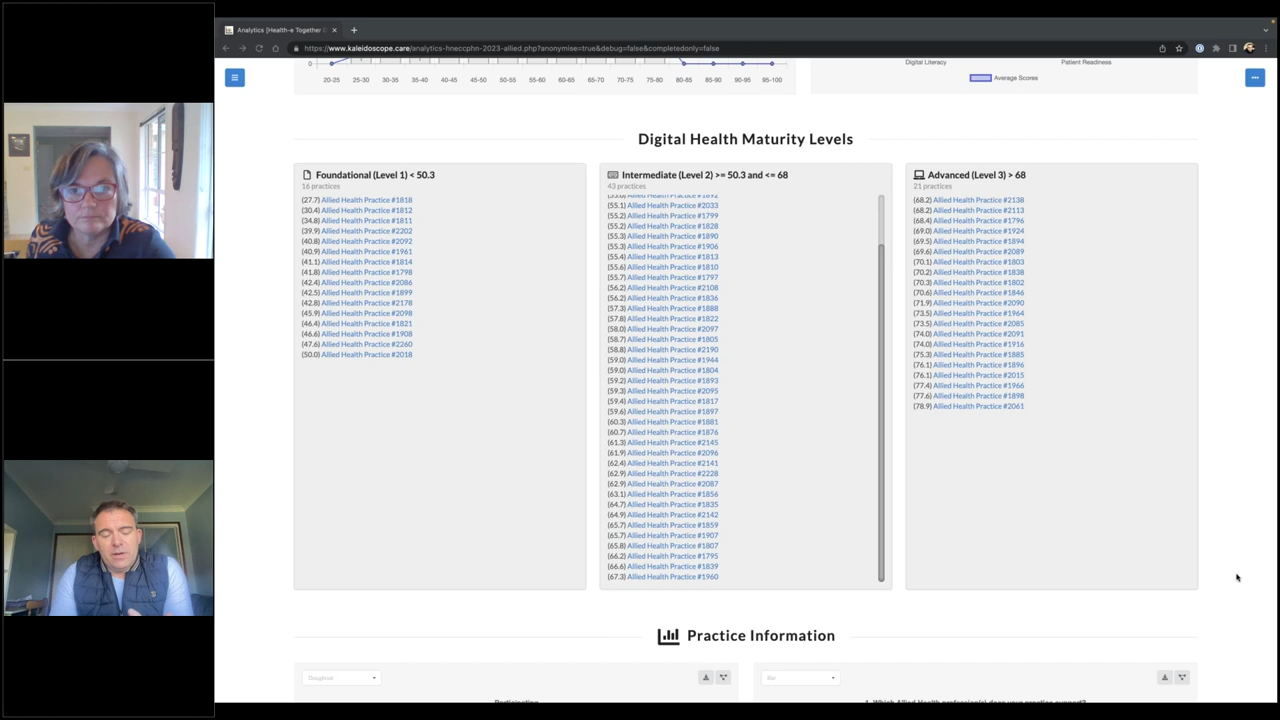 Analytics [Health-e Together
https://www.kaleidoscope.care/analytics-hneccphn-2023-allied.php?anonymise=true&debug=false&completedonly=false
0
20-25 25-30 30-35 35-40 40-45 45-50 50-55 55-60 60-65 65-70 70-75 75-80 80-85 85-90 90-95 95-100
Digital Literacy Patient Readiness
Average Scores
Digital Health Maturity Levels
Foundational (Level 1) < 50.3
16 practices
(27.7) Allied Health Practice #1818
(30.4) Allied Health Practice #1812
(34.8) Allied Health Practice #1811
(39.9) Allied Health Practice #2202
(40.8) Allied Health Practice #2092
(40.9) Allied Health Practice #1961
(41.1) Allied Health Practice #1814
(41.8) Allied Health Practice #1798
(42.4) Allied Health Practice #2086
(42.5) Allied Health Practice #1899
(42.8) Allied Health Practice #2178
(45.9) Allied Health Practice #2098
(46.4) Allied Health Practice #1821
(46.6) Allied Health Practice #1908
(47.6) Allied Health Practice #2260
(50.0) Allied Health Practice #2018
Intermediate (Level 2) >= 50.3 and <= 68
43 practices
(55.0) Allied Health Practice #1892
(55.1) Allied Health Practice #2033
(55.2) Allied Health Practice #1799
(55.2) Allied Health Practice #1828
(55.3) Allied Health Practice #1890
(55.3) Allied Health Practice #1906
(55.4) Allied Health Practice #1813
(55.6) Allied Health Practice #1810
(55.7) Allied Health Practice #1797
(56.2) Allied Health Practice #2108
(56.2) Allied Health Practice #1836
(57.3) Allied Health Practice #1888
(57.8) Allied Health Practice #1822
(58.0) Allied Health Practice #2097
(58.7) Allied Health Practice #1805
(58.8) Allied Health Practice #2190
(59.0) Allied Health Practice #1944
(59.0) Allied Health Practice #1804
(59.2) Allied Health Practice #1893
(59.3) Allied Health Practice #2095
(59.4) Allied Health Practice #1817
(59.6) Allied Health Practice #1897
(60.3) Allied Health Practice #1881
(60.7) Allied Health Practice #1876
(61.3) Allied Health Practice #2145
(61.9) Allied Health Practice #2096
(62.4) Allied Health Practice #2141
(62.9) Allied Health Practice #2228
(62.9) Allied Health Practice #2087
(63.1) Allied Health Practice #1856
(64.7) Allied Health Practice #1835
(64.9) Allied Health Practice #2142
(65.7) Allied Health Practice #1859
(65.7) Allied Health Practice #1907
(65.8) Allied Health Practice #1807
(66.2) Allied Health Practice #1795
(66.6) Allied Health Practice #1839
(67.3) Allied Health Practice #1960
Advanced (Level 3) > 68
21 practices
(68.2) Allied Health Practice #2138
(68.2) Allied Health Practice #2113
(68.4) Allied Health Practice #1796
(69.0) Allied Health Practice #1924
(69.5) Allied Health Practice #1894
(69.6) Allied Health Practice #2089
(70.1) Allied Health Practice #1803
(70.2) Allied Health Practice #1838
(70.3) Allied Health Practice #1802
(70.6) Allied Health Practice #1846
(71.9) Allied Health Practice #2090
(73.5) Allied Health Practice #1964
(73.5) Allied Health Practice #2085
(74.0) Allied Health Practice #2091
(74.0) Allied Health Practice #1916
(75.3) Allied Health Practice #1885
(76.1) Allied Health Practice #1896
(76.1) Allied Health Practice #2015
(77.4) Allied Health Practice #1966
(77.6) Allied Health Practice #1898
(78.9) Allied Health Practice #2061
Practice Information
Doughnut
Bar
Participating
1. Which Allied Health profession(s) does your practice support?